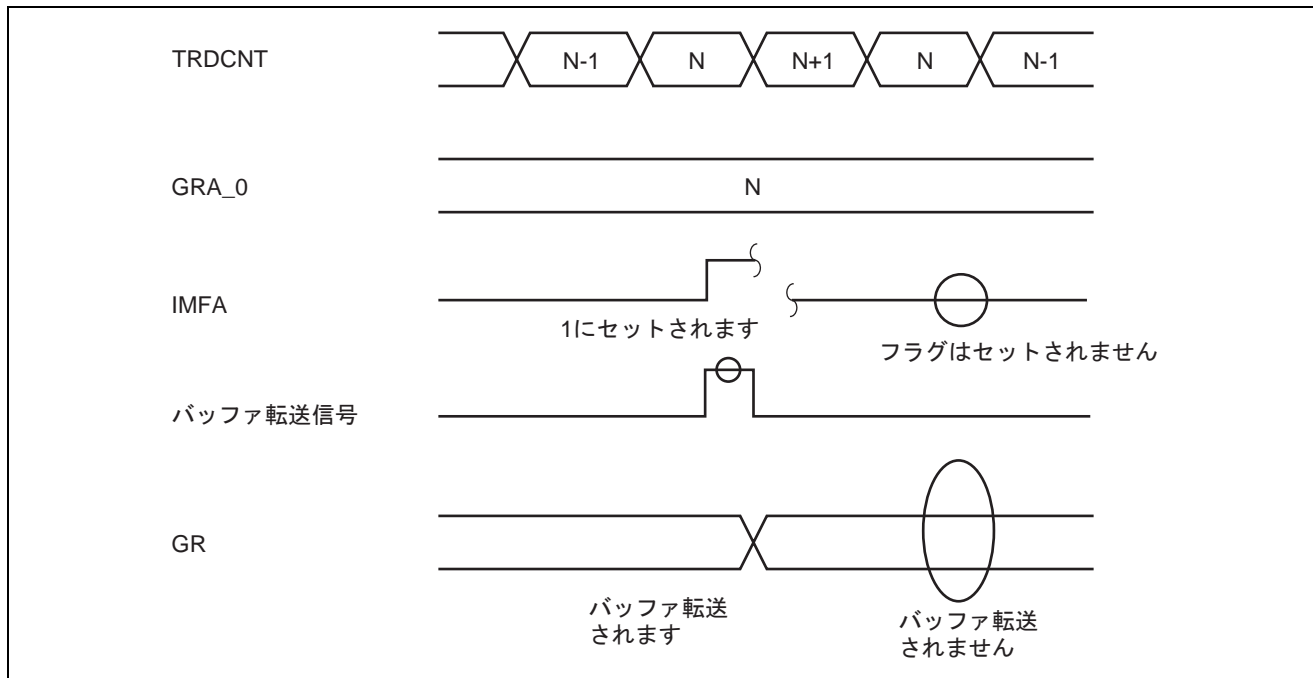 TRDCNT
N-1
N
N+1
N
N-1
GRA_0
N
IMFA
1にセットされます
フラグはセットされません
バッファ転送信号
GR
バッファ転送
されます
バッファ転送
されません